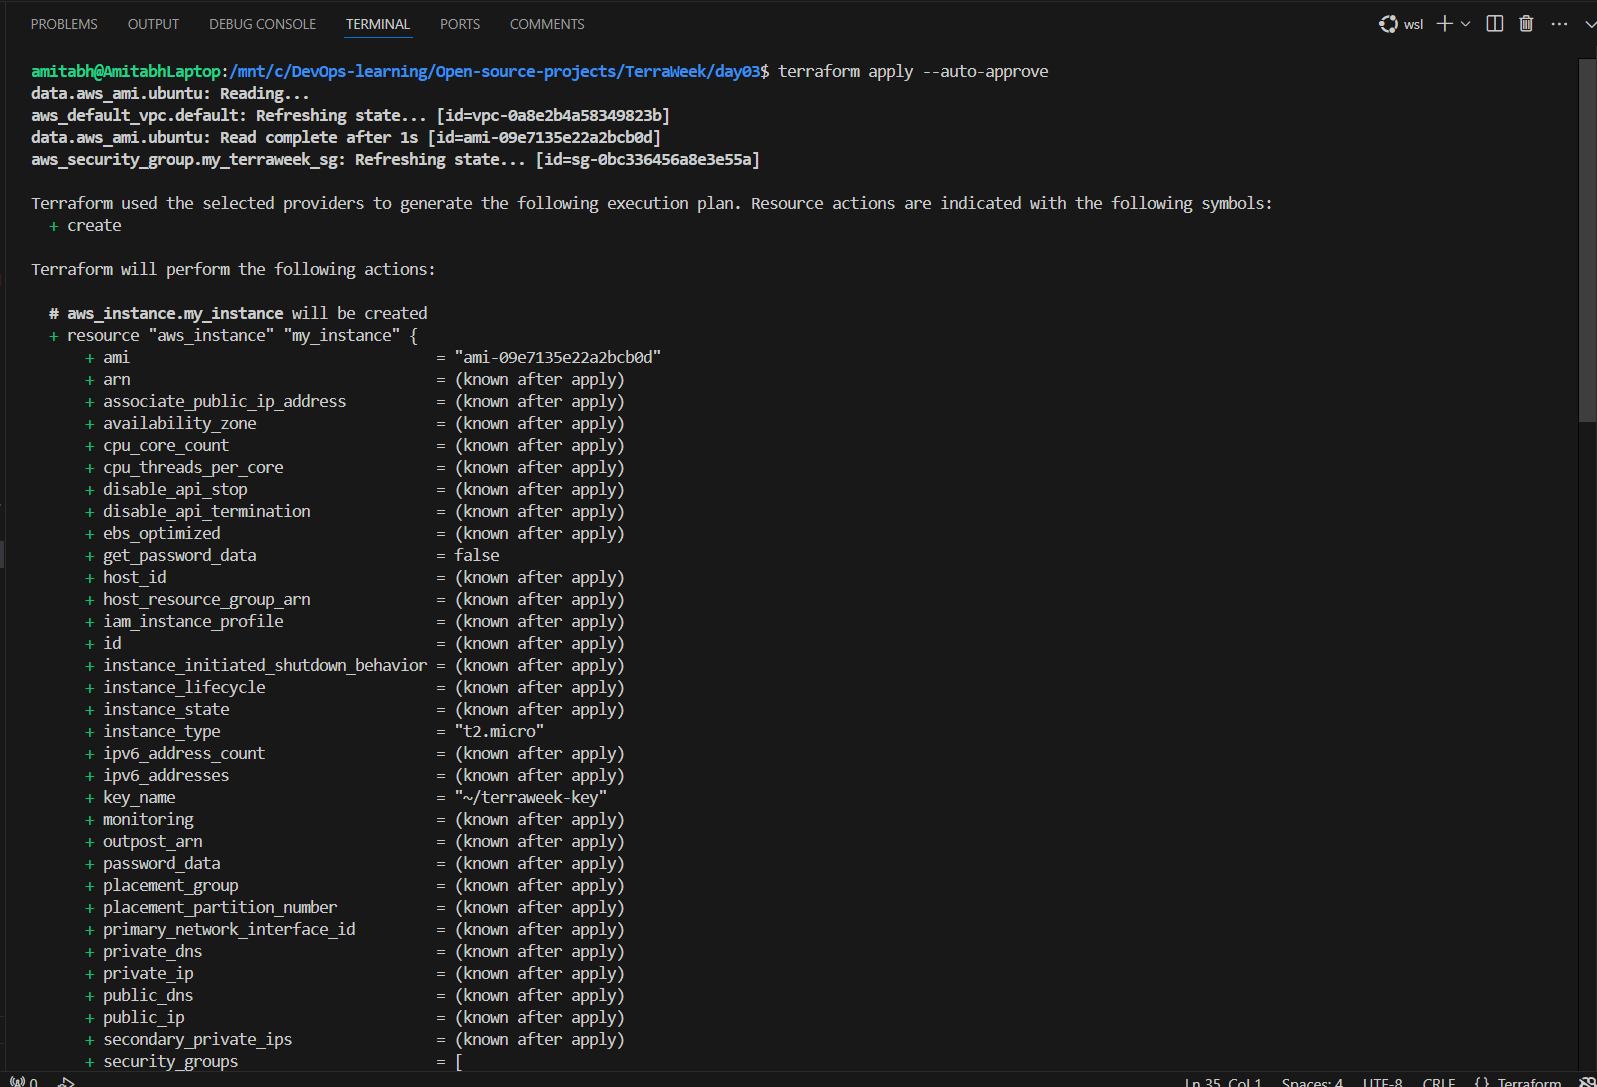 PROBLEMS OUTPUT DEBUG CONSOLE TERMINAL PORTS COMMENTS wsl
amitabh@AmitabhLaptop:/mnt/c/DevOps-learning/Open-source-projects/TerraWeek/day03$ terraform apply --auto-approve
data.aws_ami.ubuntu: Reading...
aws_default_vpc.default: Refreshing state... [id=vpc-0a8e2b4a58349823b]
data.aws_ami.ubuntu: Read complete after 1s [id=ami-09e7135e22a2bcb0d]
aws_security_group.my_terraweek_sg: Refreshing state... [id=sg-0bc336456a8e3e55a]
Terraform used the selected providers to generate the following execution plan. Resource actions are indicated with the following symbols:
+ create
Terraform will perform the following actions:
# aws_instance.my_instance will be created
+ resource "aws_instance" "my_instance" {
+ ami = "ami-09e7135e22a2bcb0d"
+ arn = (known after apply)
+ associate_public_ip_address = (known after apply)
+ availability_zone = (known after apply)
+ cpu_core_count = (known after apply)
+ cpu_threads_per_core = (known after apply)
+ disable_api_stop = (known after apply)
+ disable_api_termination = (known after apply)
+ ebs_optimized = (known after apply)
+ get_password_data = false
+ host_id = (known after apply)
+ host_resource_group_arn = (known after apply)
+ iam_instance_profile = (known after apply)
+ id = (known after apply)
+ instance_initiated_shutdown_behavior = (known after apply)
+ instance_lifecycle = (known after apply)
+ instance_state = (known after apply)
+ instance_type = "t2.micro"
+ ipv6_address_count = (known after apply)
+ ipv6_addresses = (known after apply)
+ key_name = "~/terraweek-key"
+ monitoring = (known after apply)
+ outpost_arn = (known after apply)
+ password_data = (known after apply)
+ placement_group = (known after apply)
+ placement_partition_number = (known after apply)
+ primary_network_interface_id = (known after apply)
+ private_dns = (known after apply)
+ private_ip = (known after apply)
+ public_dns = (known after apply)
+ public_ip = (known after apply)
+ secondary_private_ips = (known after apply)
+ security_groups = [
0 Ln 35, Col 1 Spaces: 4 UTF-8 CRLF {} Terraform